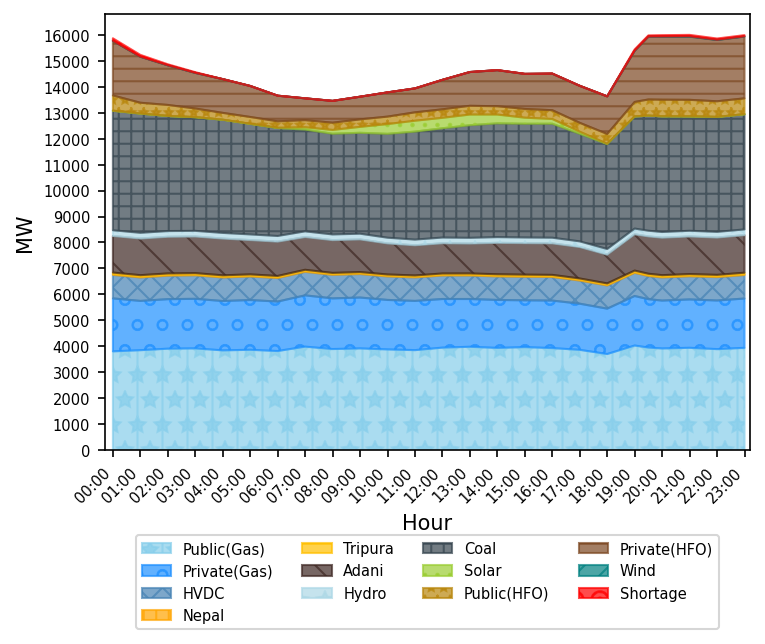 16000
15000
14000
13000
12000
11000
10000
9000
8000
7000
6000
5000
4000
3000
2000
1000
0
MW
00:00 01:00 02:00 03:00 04:00 05:00 06:00 07:00 08:00 09:00 10:00 11:00 12:00 13:00 14:00 15:00 16:00 17:00 18:00 19:00 20:00 21:00 22:00 23:00
Hour
Public(Gas) Tripura Coal Private(HFO)
Private(Gas) Adani Solar Wind
HVDC Hydro Public(HFO) Shortage
Nepal